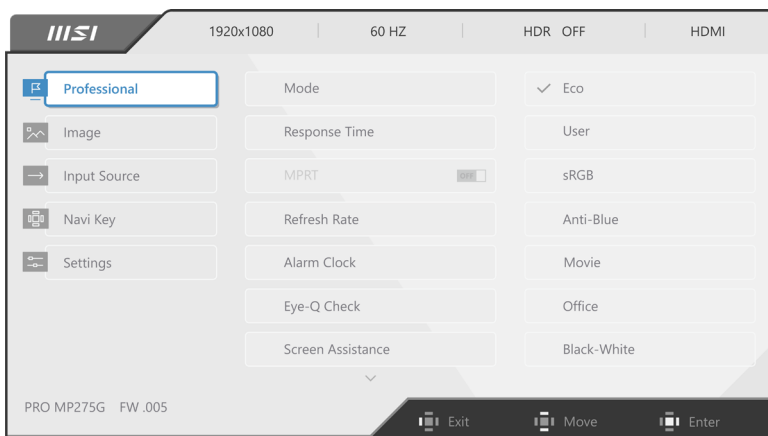 msi 1920x1080 60 HZ HDR OFF HDMI
Professional Mode Eco
Image Response Time User
Input Source MPRT OFF sRGB
Navi Key Refresh Rate Anti-Blue
Settings Alarm Clock Movie
Eye-Q Check Office
Screen Assistance Black-White
PRO MP275G FW .005
Exit Move Enter